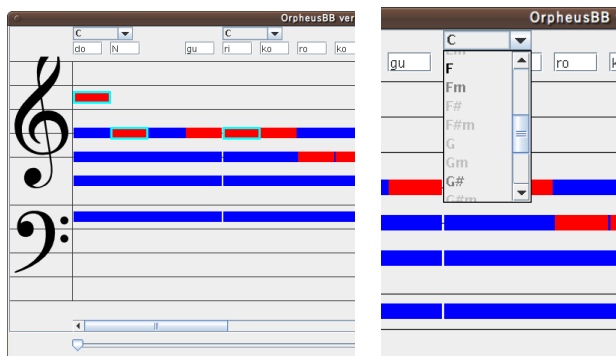 OrpheusBB ver
C C
do N gu ri ko ro ko
OrpheusBB
C
gu ro
F
Fm
F#
F#m
G
Gm
G#
G#m